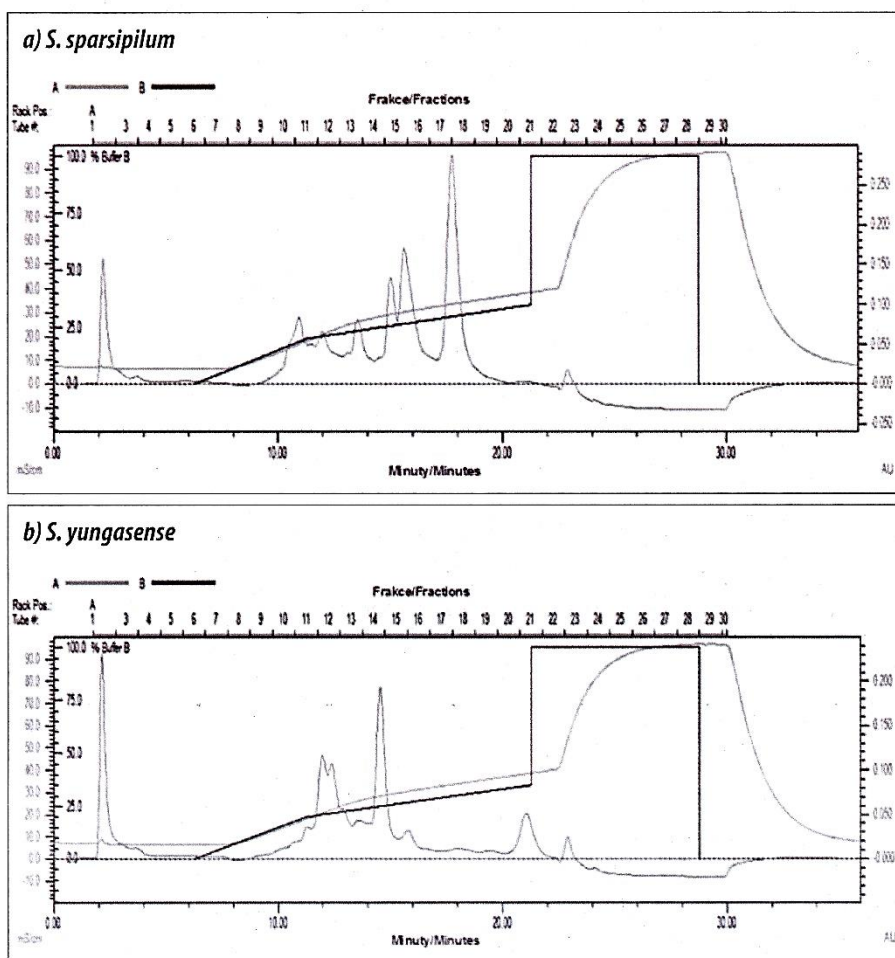 a) S. sparsipilum
A B
Frakce/Fractions
Rack Pos.: A
Tube #: 1 3 4 5 6 7 8 9 10 11 12 13 14 15 16 17 18 19 20 21 22 23 24 25 26 27 28 29 30
100.0 % Buffer B
90.0
80.0
75.0
70.0
60.0
50.0
50.0
40.0
30.0
25.0
20.0
10.0
0.0
0.0
-10.0
0.250
0.200
0.150
0.100
0.050
-0.000
-0.050
0.00 10.00 20.00 30.00
mS/cm Minuty/Minutes AU
b) S. yungasense
A B
Frakce/Fractions
Rack Pos.: A
Tube #: 1 3 4 5 6 7 8 9 10 11 12 13 14 15 16 17 18 19 20 21 22 23 24 25 26 27 28 29 30
100.0 % Buffer B
90.0
80.0
75.0
70.0
60.0
50.0
50.0
40.0
30.0
25.0
20.0
10.0
0.0
0.0
-10.0
0.200
0.150
0.100
0.050
-0.000
0.00 10.00 20.00 30.00
Minuty/Minutes AU